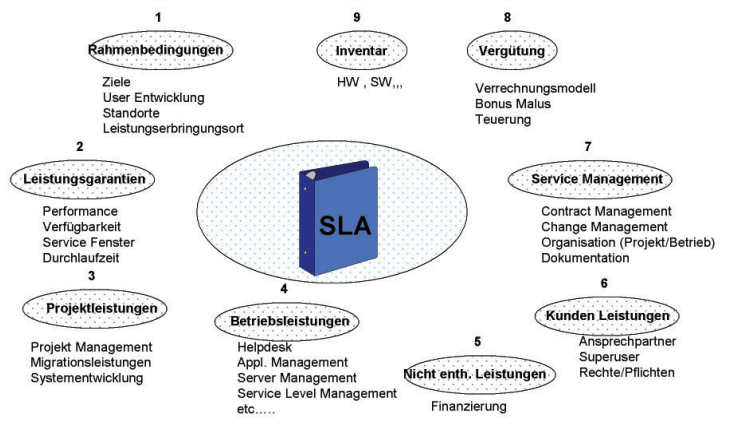 1
Rahmenbedingungen
Ziele
User Entwicklung
Standorte
Leistungserbringungsort
9
Inventar
HW , SW,,,
8
Vergütung
Verrechnungsmodell
Bonus Malus
Teuerung
2
Leistungsgarantien
Performance
Verfügbarkeit
Service Fenster
Durchlaufzeit
SLA
7
Service Management
Contract Management
Change Management
Organisation (Projekt/Betrieb)
Dokumentation
3
Projektleistungen
Projekt Management
Migrationsleistungen
Systementwicklung
4
Betriebsleistungen
Helpdesk
Appl. Management
Server Management
Service Level Management
etc.....
5
Nicht enth. Leistungen
Finanzierung
6
Kunden Leistungen
Ansprechpartner
Superuser
Rechte/Pflichten